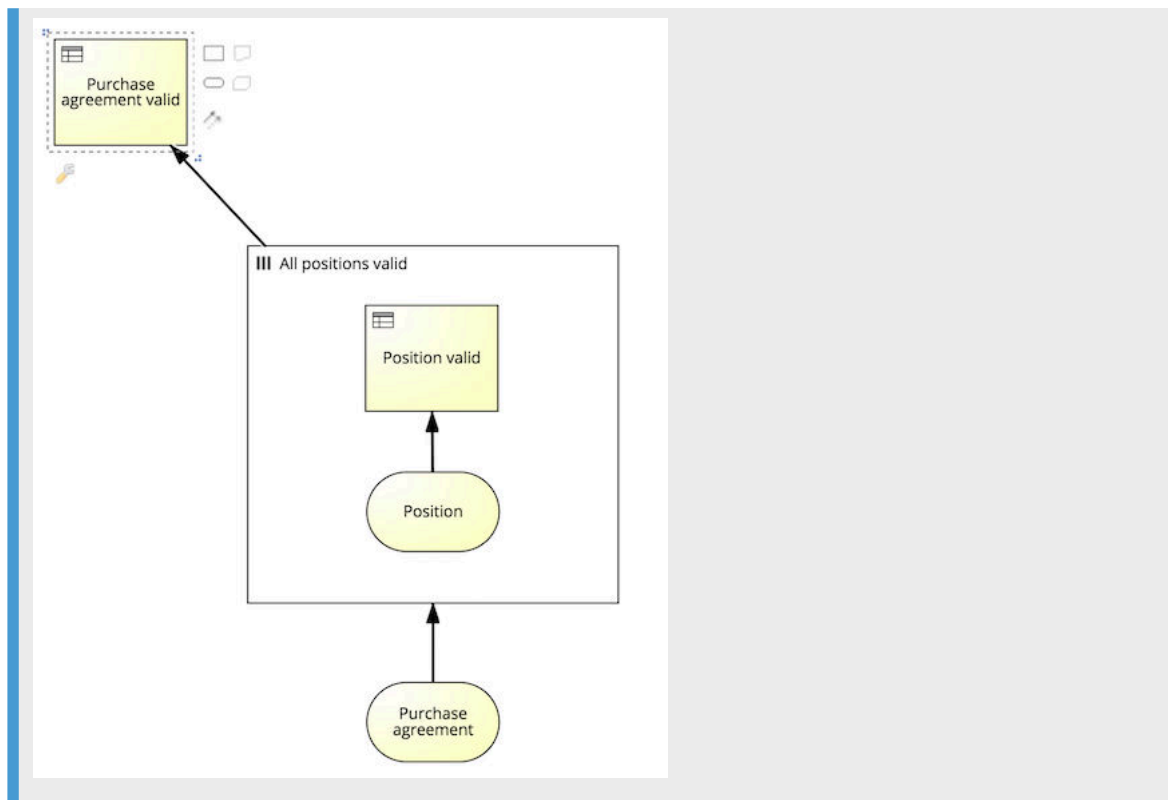 Purchase
agreement valid
All positions valid
Position valid
Position
Purchase
agreement